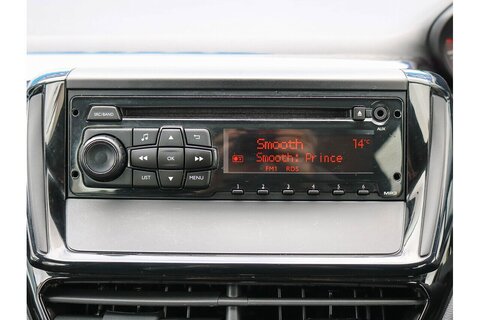 SRC/BAND
AUX
Smooth 14°C
Smooth: Prince
FM1 RDS
OK
LIST MENU
1 2 3 4 5 6
MP3